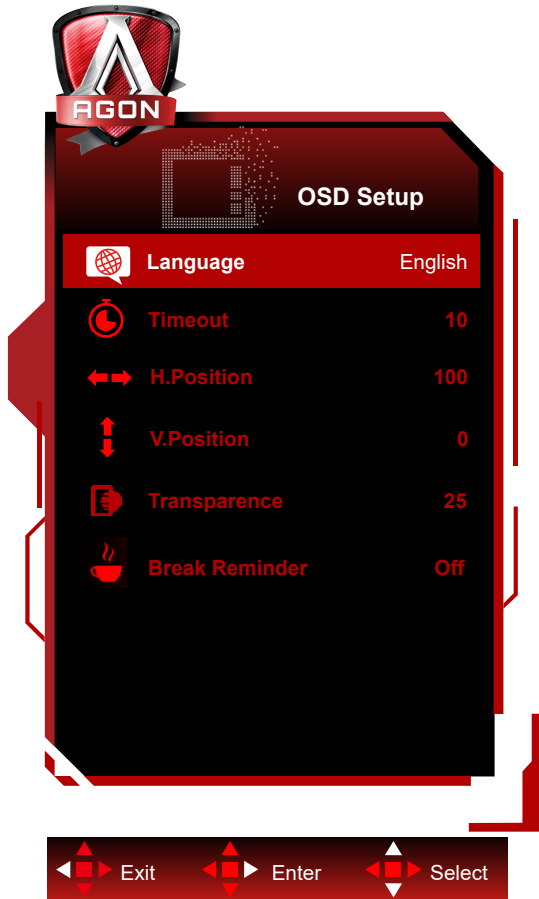 AGON
OSD Setup
Language English
Timeout 10
H.Position 100
V.Position 0
Transparence 25
Break Reminder Off
Exit Enter Select